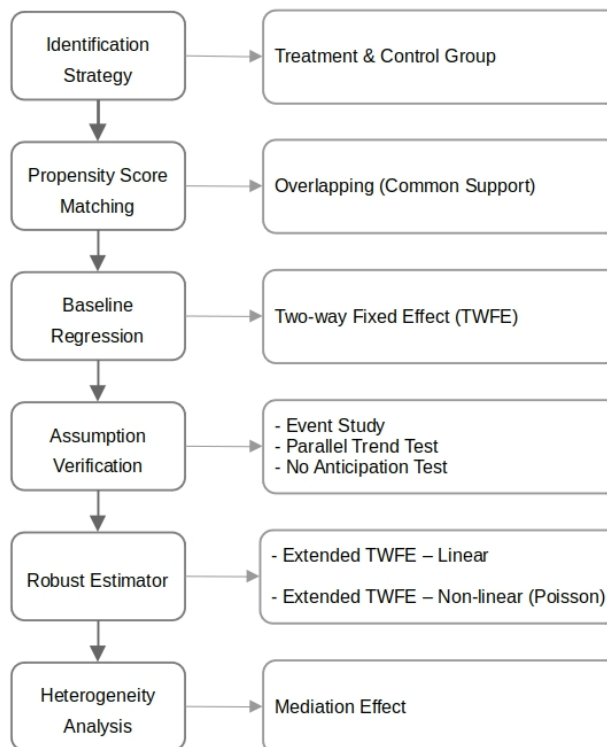 Identification
Strategy
Treatment & Control Group
Propensity Score
Matching
Overlapping (Common Support)
Baseline
Regression
Two-way Fixed Effect (TWFE)
Assumption
Verification
- Event Study
- Parallel Trend Test
- No Anticipation Test
Robust Estimator
- Extended TWFE – Linear
- Extended TWFE – Non-linear (Poisson)
Heterogeneity
Analysis
Mediation Effect